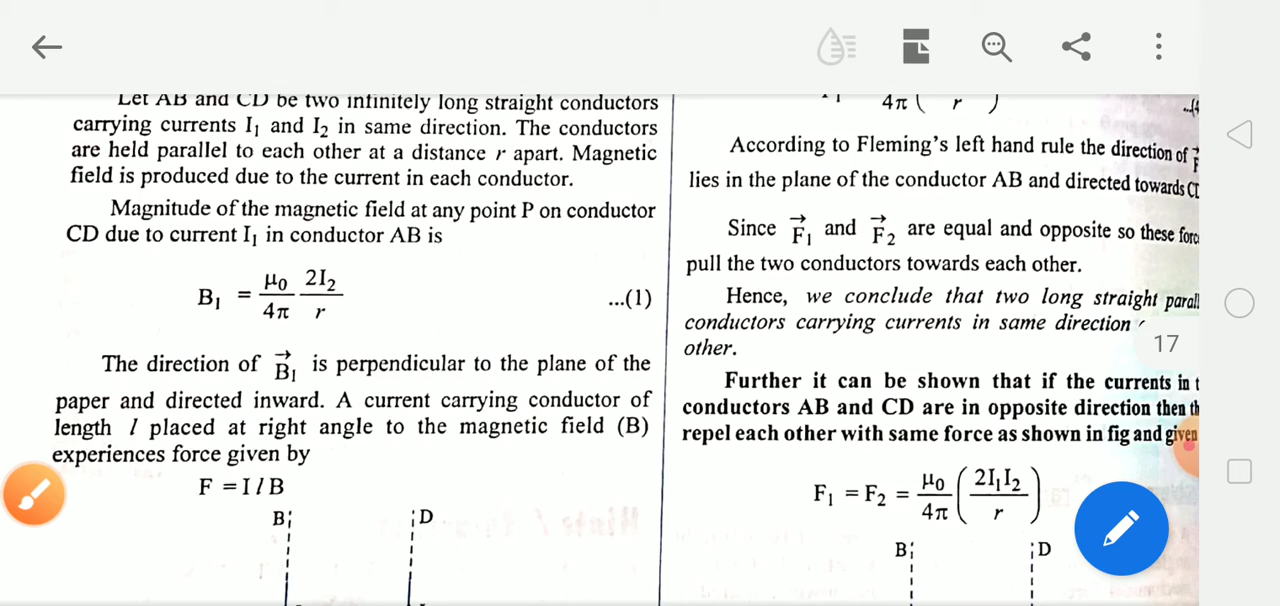 Let AB and CD be two infinitely long straight conductors
carrying currents I₁ and I₂ in same direction. The conductors
are held parallel to each other at a distance r apart. Magnetic
field is produced due to the current in each conductor.
Magnitude of the magnetic field at any point P on conductor
CD due to current I₁ in conductor AB is
B₁ = μ₀/4π 2I₂/r ...(1)
The direction of B⃗₁ is perpendicular to the plane of the
paper and directed inward. A current carrying conductor of
length l placed at right angle to the magnetic field (B)
experiences force given by
F = I l B
B D
4π ( r )
According to Fleming's left hand rule the direction of F⃗
lies in the plane of the conductor AB and directed towards CD
Since F⃗₁ and F⃗₂ are equal and opposite so these forc
pull the two conductors towards each other.
Hence, we conclude that two long straight parall
conductors carrying currents in same direction
other.
17
Further it can be shown that if the currents in t
conductors AB and CD are in opposite direction then th
repel each other with same force as shown in fig and given
F₁ = F₂ = μ₀/4π (2I₁I₂/r)
B D